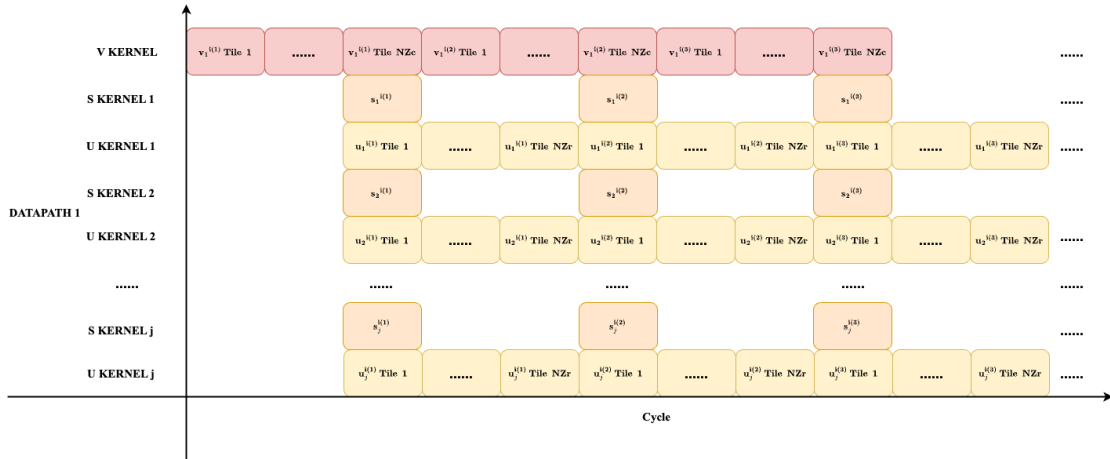 V KERNEL v₁ⁱ⁽¹⁾ Tile 1 ...... v₁ⁱ⁽¹⁾ Tile NZc v₁ⁱ⁽²⁾ Tile 1 ...... v₁ⁱ⁽²⁾ Tile NZc v₁ⁱ⁽³⁾ Tile 1 ...... v₁ⁱ⁽³⁾ Tile NZc ......
S KERNEL 1 s₁ⁱ⁽¹⁾ s₁ⁱ⁽²⁾ s₁ⁱ⁽³⁾ ......
U KERNEL 1 u₁ⁱ⁽¹⁾ Tile 1 ...... u₁ⁱ⁽¹⁾ Tile NZr u₁ⁱ⁽²⁾ Tile 1 ...... u₁ⁱ⁽²⁾ Tile NZr u₁ⁱ⁽³⁾ Tile 1 ...... u₁ⁱ⁽³⁾ Tile NZr ......
S KERNEL 2 s₂ⁱ⁽¹⁾ s₂ⁱ⁽²⁾ s₂ⁱ⁽³⁾ ......
DATAPATH 1
U KERNEL 2 u₂ⁱ⁽¹⁾ Tile 1 ...... u₂ⁱ⁽¹⁾ Tile NZr u₂ⁱ⁽²⁾ Tile 1 ...... u₂ⁱ⁽²⁾ Tile NZr u₂ⁱ⁽³⁾ Tile 1 ...... u₂ⁱ⁽³⁾ Tile NZr ......
...... ...... ...... ...... ......
S KERNEL j sⱼⁱ⁽¹⁾ sⱼⁱ⁽²⁾ sⱼⁱ⁽³⁾ ......
U KERNEL j uⱼⁱ⁽¹⁾ Tile 1 ...... uⱼⁱ⁽¹⁾ Tile NZr uⱼⁱ⁽²⁾ Tile 1 ...... uⱼⁱ⁽²⁾ Tile NZr uⱼⁱ⁽³⁾ Tile 1 ...... uⱼⁱ⁽³⁾ Tile NZr ......
Cycle